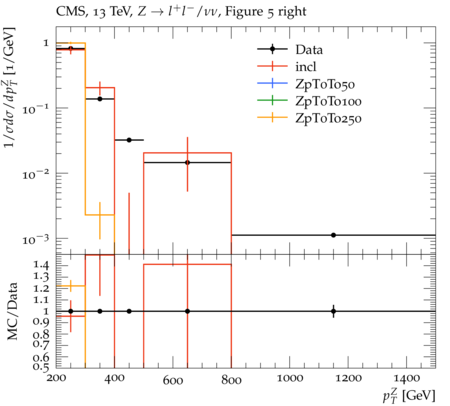 CMS, 13 TeV, Z → l⁺l⁻/νν, Figure 5 right
1/σdσ/dp_T^Z [1/GeV]
Data
incl
ZpToTo50
ZpToTo100
ZpToTo250
1
10⁻¹
10⁻²
10⁻³
MC/Data
1.4
1.3
1.2
1.1
1
0.9
0.8
0.7
0.6
0.5
200 400 600 800 1000 1200 1400
p_T^Z [GeV]